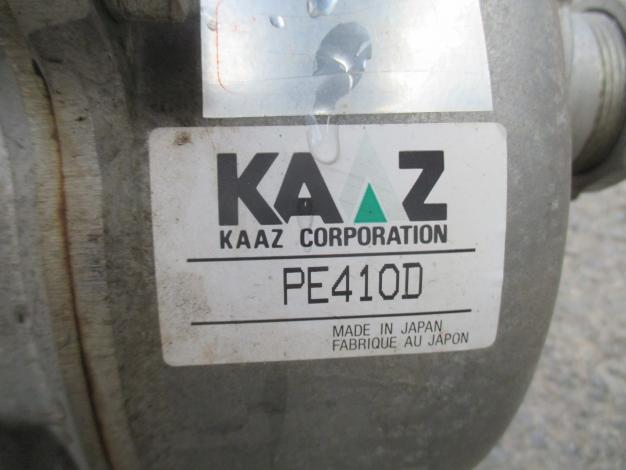 KAAZ
KAAZ CORPORATION
PE410D
MADE IN JAPAN
FABRIQUE AU JAPON